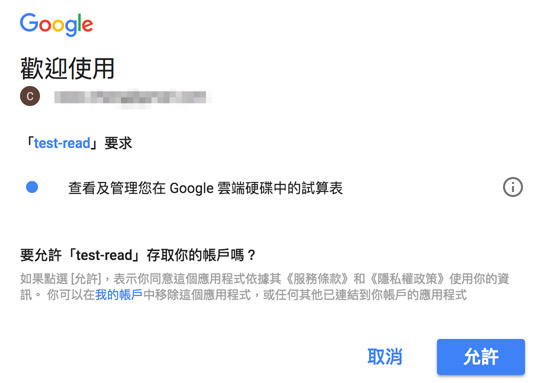 Google
歡迎使用
C
「test-read」要求
查看及管理您在 Google 雲端硬碟中的試算表
要允許「test-read」存取你的帳戶嗎？
如果點選 [允許]，表示你同意這個應用程式依據其《服務條款》和《隱私權政策》使用你的資
訊。 你可以在我的帳戶中移除這個應用程式，或任何其他已連結到你帳戶的應用程式
取消
允許